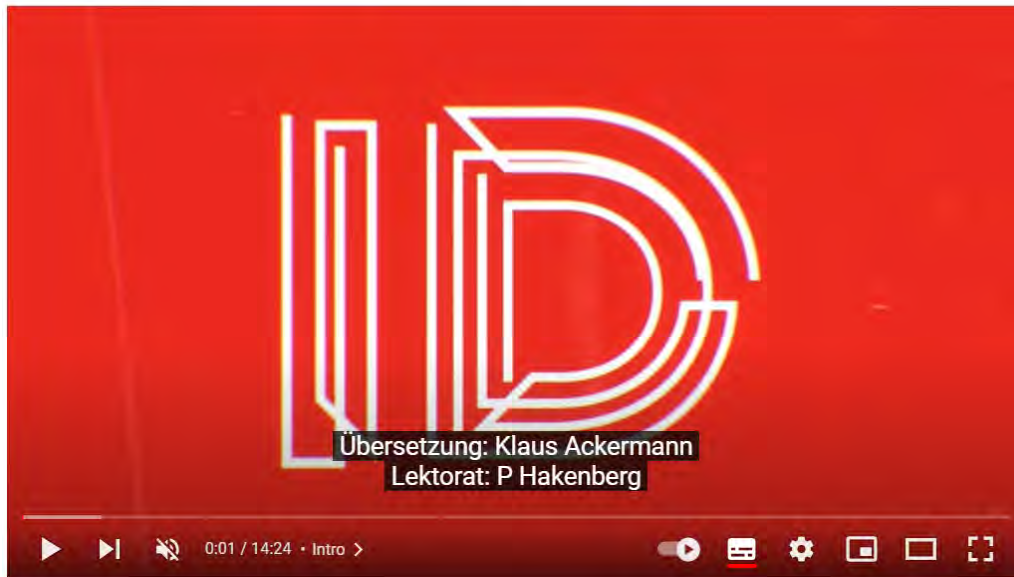 ID
Übersetzung: Klaus Ackermann
Lektorat: P Hakenberg
0:01 / 14:24 • Intro >